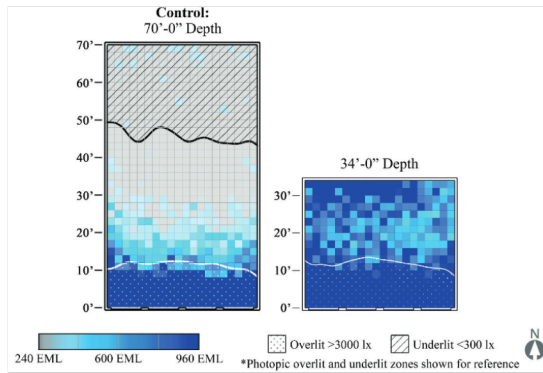 Control:
70’-0” Depth
70’
60’
50’
40’
30’
20’
10’
0’
34’-0” Depth
30’
20’
10’
0’
240 EML 600 EML 960 EML
Overlit >3000 lx
Underlit <300 lx
*Photopic overlit and underlit zones shown for reference
N